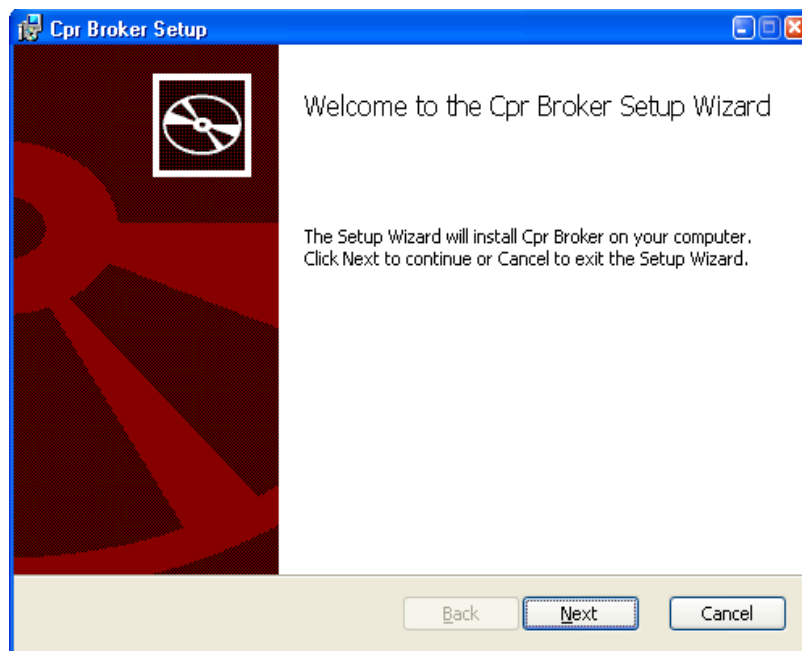 Cpr Broker Setup
Welcome to the Cpr Broker Setup Wizard
The Setup Wizard will install Cpr Broker on your computer.
Click Next to continue or Cancel to exit the Setup Wizard.
Back Next Cancel